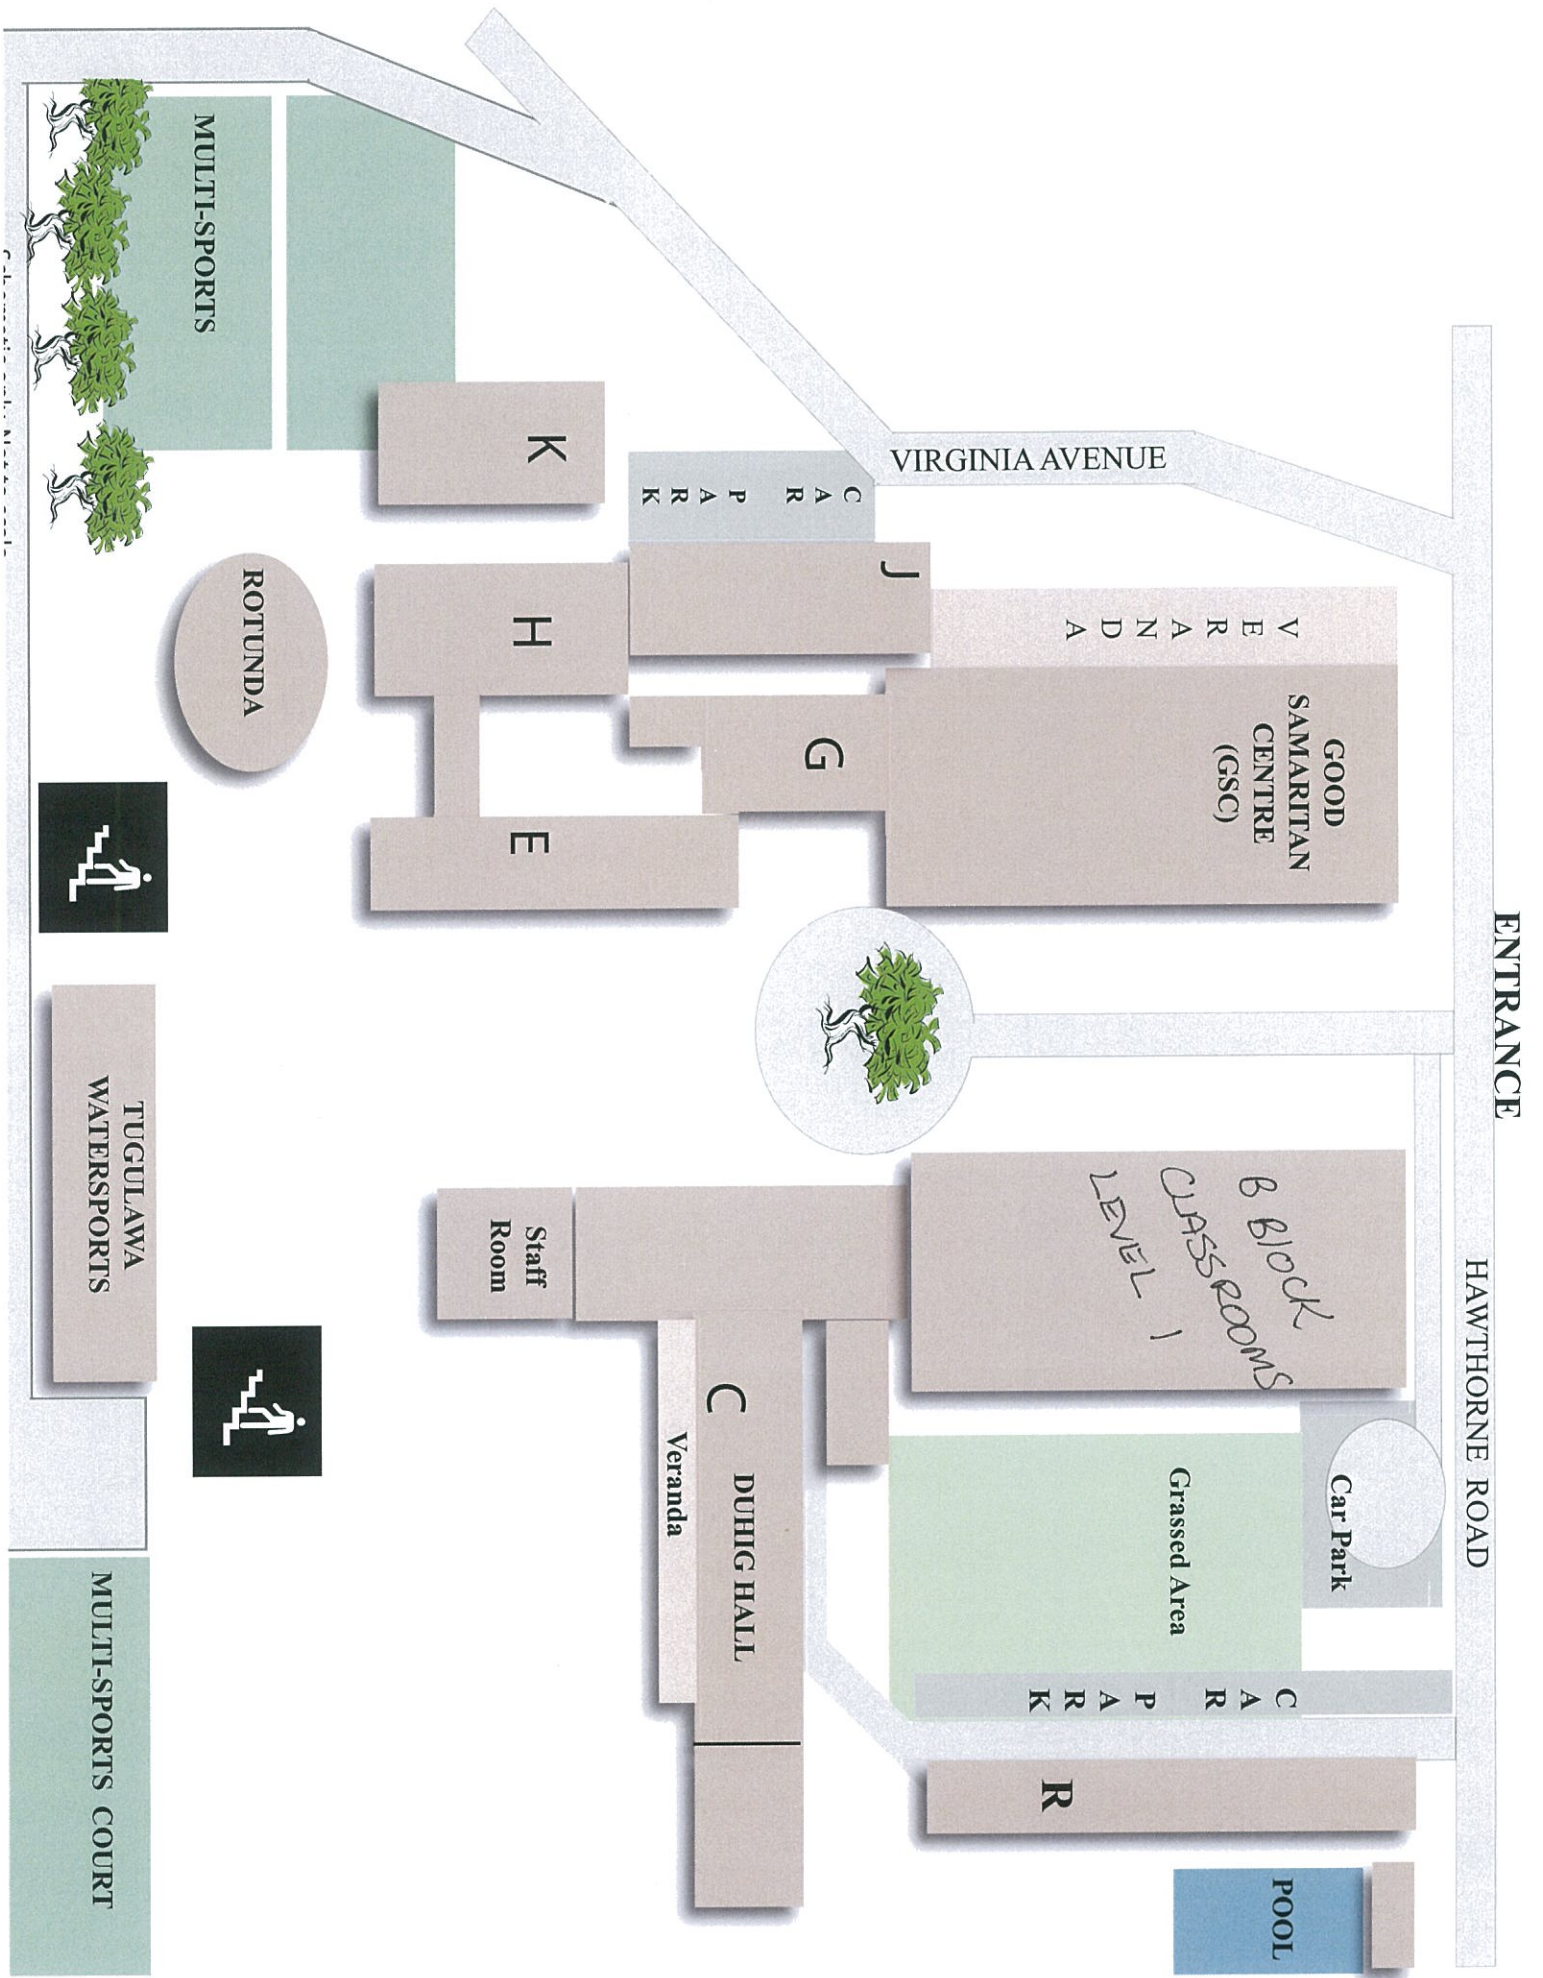 ENTRANCE
HAWTHORNE ROAD
VIRGINIA AVENUE
VERANDA
GOOD
SAMARITAN
CENTRE
(GSC)
B BLOCK
CLASSROOMS
LEVEL 1
Car Park
Grassed Area
CAR PARK
R
POOL
CAR PARK
J
G
K
H
E
C
DUHIG HALL
Veranda
Staff
Room
MULTI-SPORTS
ROTUNDA
TUGULAWA
WATERSPORTS
MULTI-SPORTS COURT